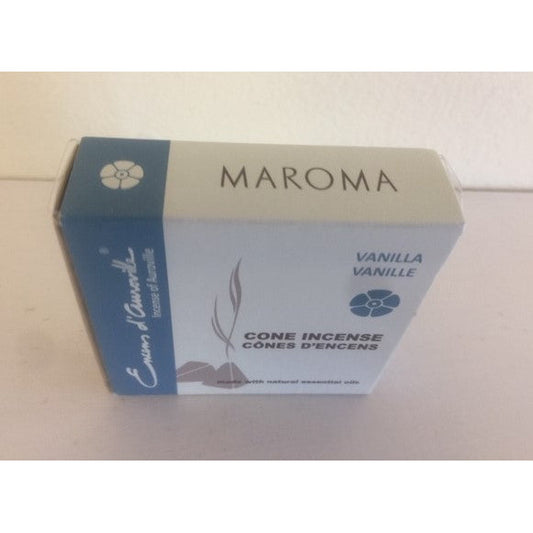 MAROMA
VANILLA
VANILLE
CONE INCENSE
CÔNES D'ENCENS
made with natural essential oils
Encens d'Auroville
Incense of Auroville